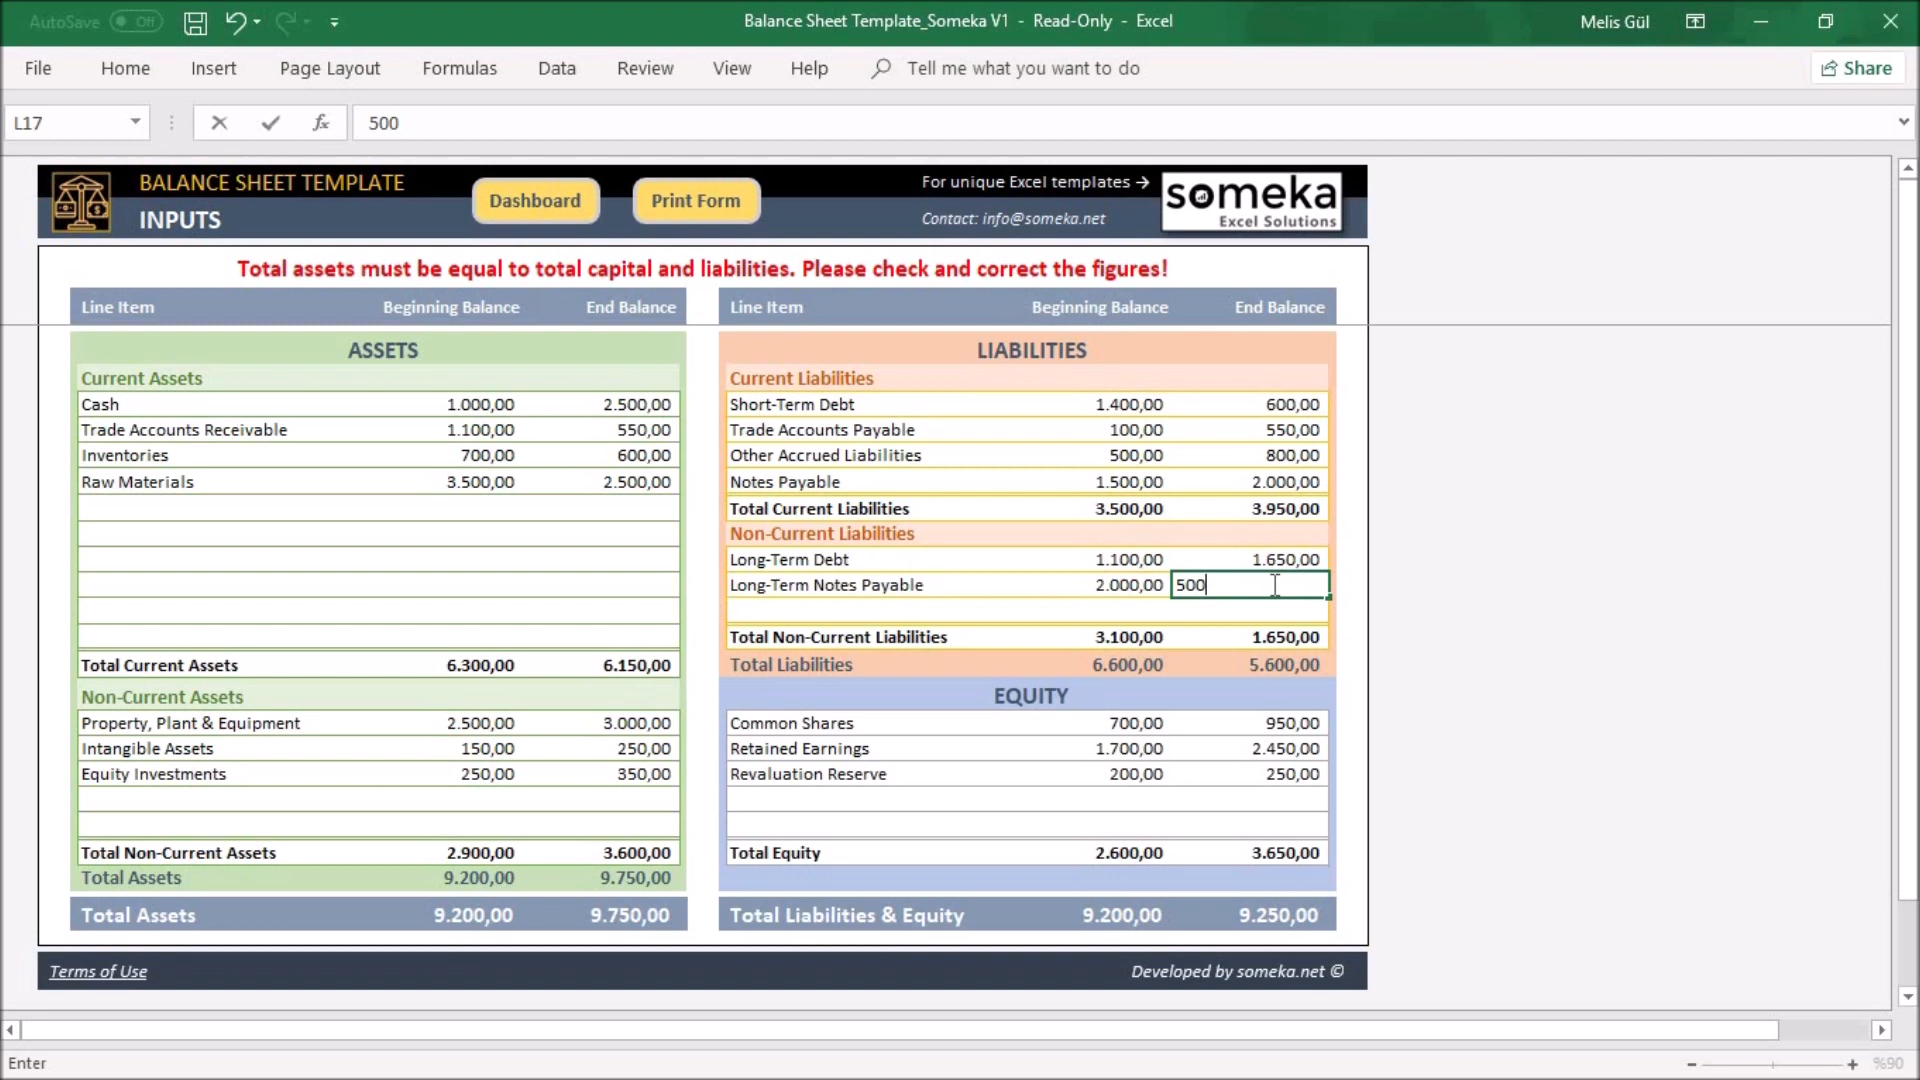 AutoSave Off
Balance Sheet Template_Someka V1 - Read-Only - Excel
Melis Gül
File Home Insert Page Layout Formulas Data Review View Help Tell me what you want to do Share
L17 fx 500
BALANCE SHEET TEMPLATE
INPUTS
Dashboard
Print Form
For unique Excel templates →
Contact: info@someka.net
someka
Excel Solutions
Total assets must be equal to total capital and liabilities. Please check and correct the figures!
Line Item Beginning Balance End Balance
ASSETS
Current Assets
Cash 1.000,00 2.500,00
Trade Accounts Receivable 1.100,00 550,00
Inventories 700,00 600,00
Raw Materials 3.500,00 2.500,00
Total Current Assets 6.300,00 6.150,00
Non-Current Assets
Property, Plant & Equipment 2.500,00 3.000,00
Intangible Assets 150,00 250,00
Equity Investments 250,00 350,00
Total Non-Current Assets 2.900,00 3.600,00
Total Assets 9.200,00 9.750,00
Total Assets 9.200,00 9.750,00
Line Item Beginning Balance End Balance
LIABILITIES
Current Liabilities
Short-Term Debt 1.400,00 600,00
Trade Accounts Payable 100,00 550,00
Other Accrued Liabilities 500,00 800,00
Notes Payable 1.500,00 2.000,00
Total Current Liabilities 3.500,00 3.950,00
Non-Current Liabilities
Long-Term Debt 1.100,00 1.650,00
Long-Term Notes Payable 2.000,00 500
Total Non-Current Liabilities 3.100,00 1.650,00
Total Liabilities 6.600,00 5.600,00
EQUITY
Common Shares 700,00 950,00
Retained Earnings 1.700,00 2.450,00
Revaluation Reserve 200,00 250,00
Total Equity 2.600,00 3.650,00
Total Liabilities & Equity 9.200,00 9.250,00
Terms of Use
Developed by someka.net ©
Enter
%90